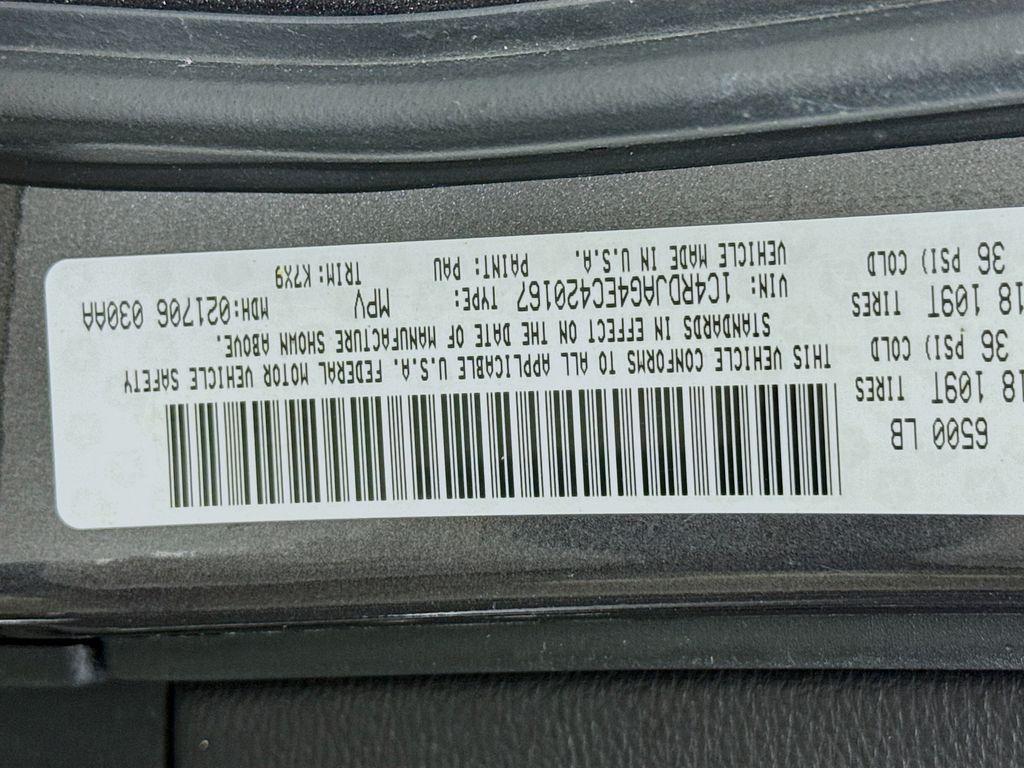 6500 LB
18 109T TIRES
36 PSI) COLD
18 109T TIRES
36 PSI) COLD
THIS VEHICLE CONFORMS TO ALL APPLICABLE U.S.A. FEDERAL MOTOR VEHICLE SAFETY
STANDARDS IN EFFECT ON THE DATE OF MANUFACTURE SHOWN ABOVE.
VIN: 1C4RDJAG4EC420167 TYPE: MPV MDH:021706 030AA
VEHICLE MADE IN U.S.A. PAINT: PAU TRIM: K7X9